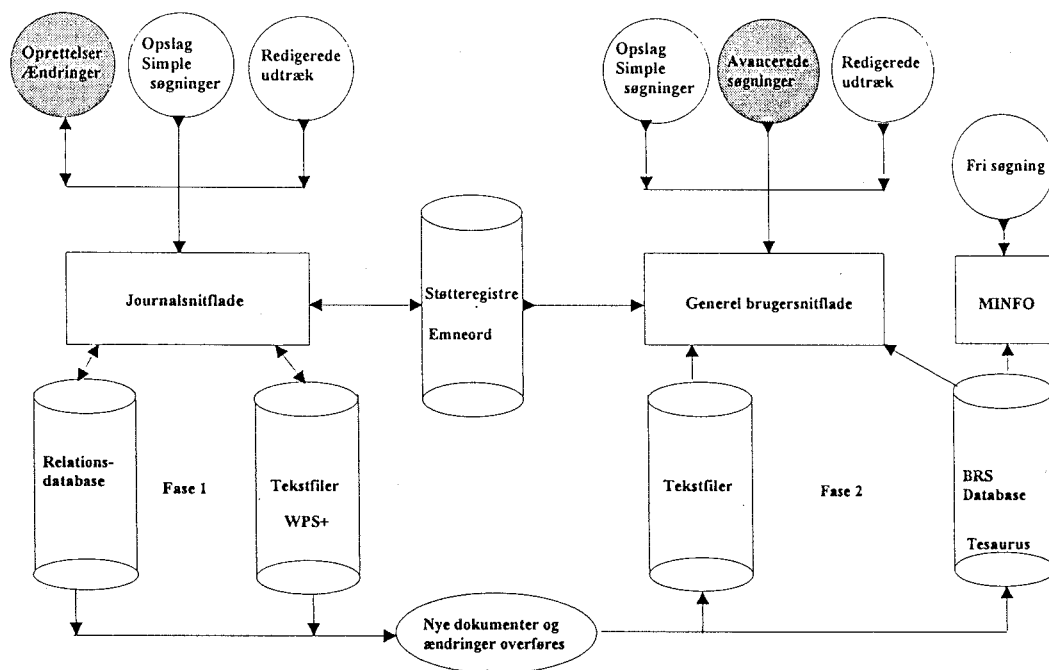 Oprettelser
Ændringer
Opslag
Simple
søgninger
Redigerede
udtræk
Opslag
Simple
søgninger
Avancerede
søgninger
Redigerede
udtræk
Fri søgning
Journalsnitflade
Støtteregistre
Emneord
Generel brugersnitflade
MINFO
Relations-
database
Fase 1
Tekstfiler
WPS+
Tekstfiler
Fase 2
BRS
Database
Tesaurus
Nye dokumenter og
ændringer overføres